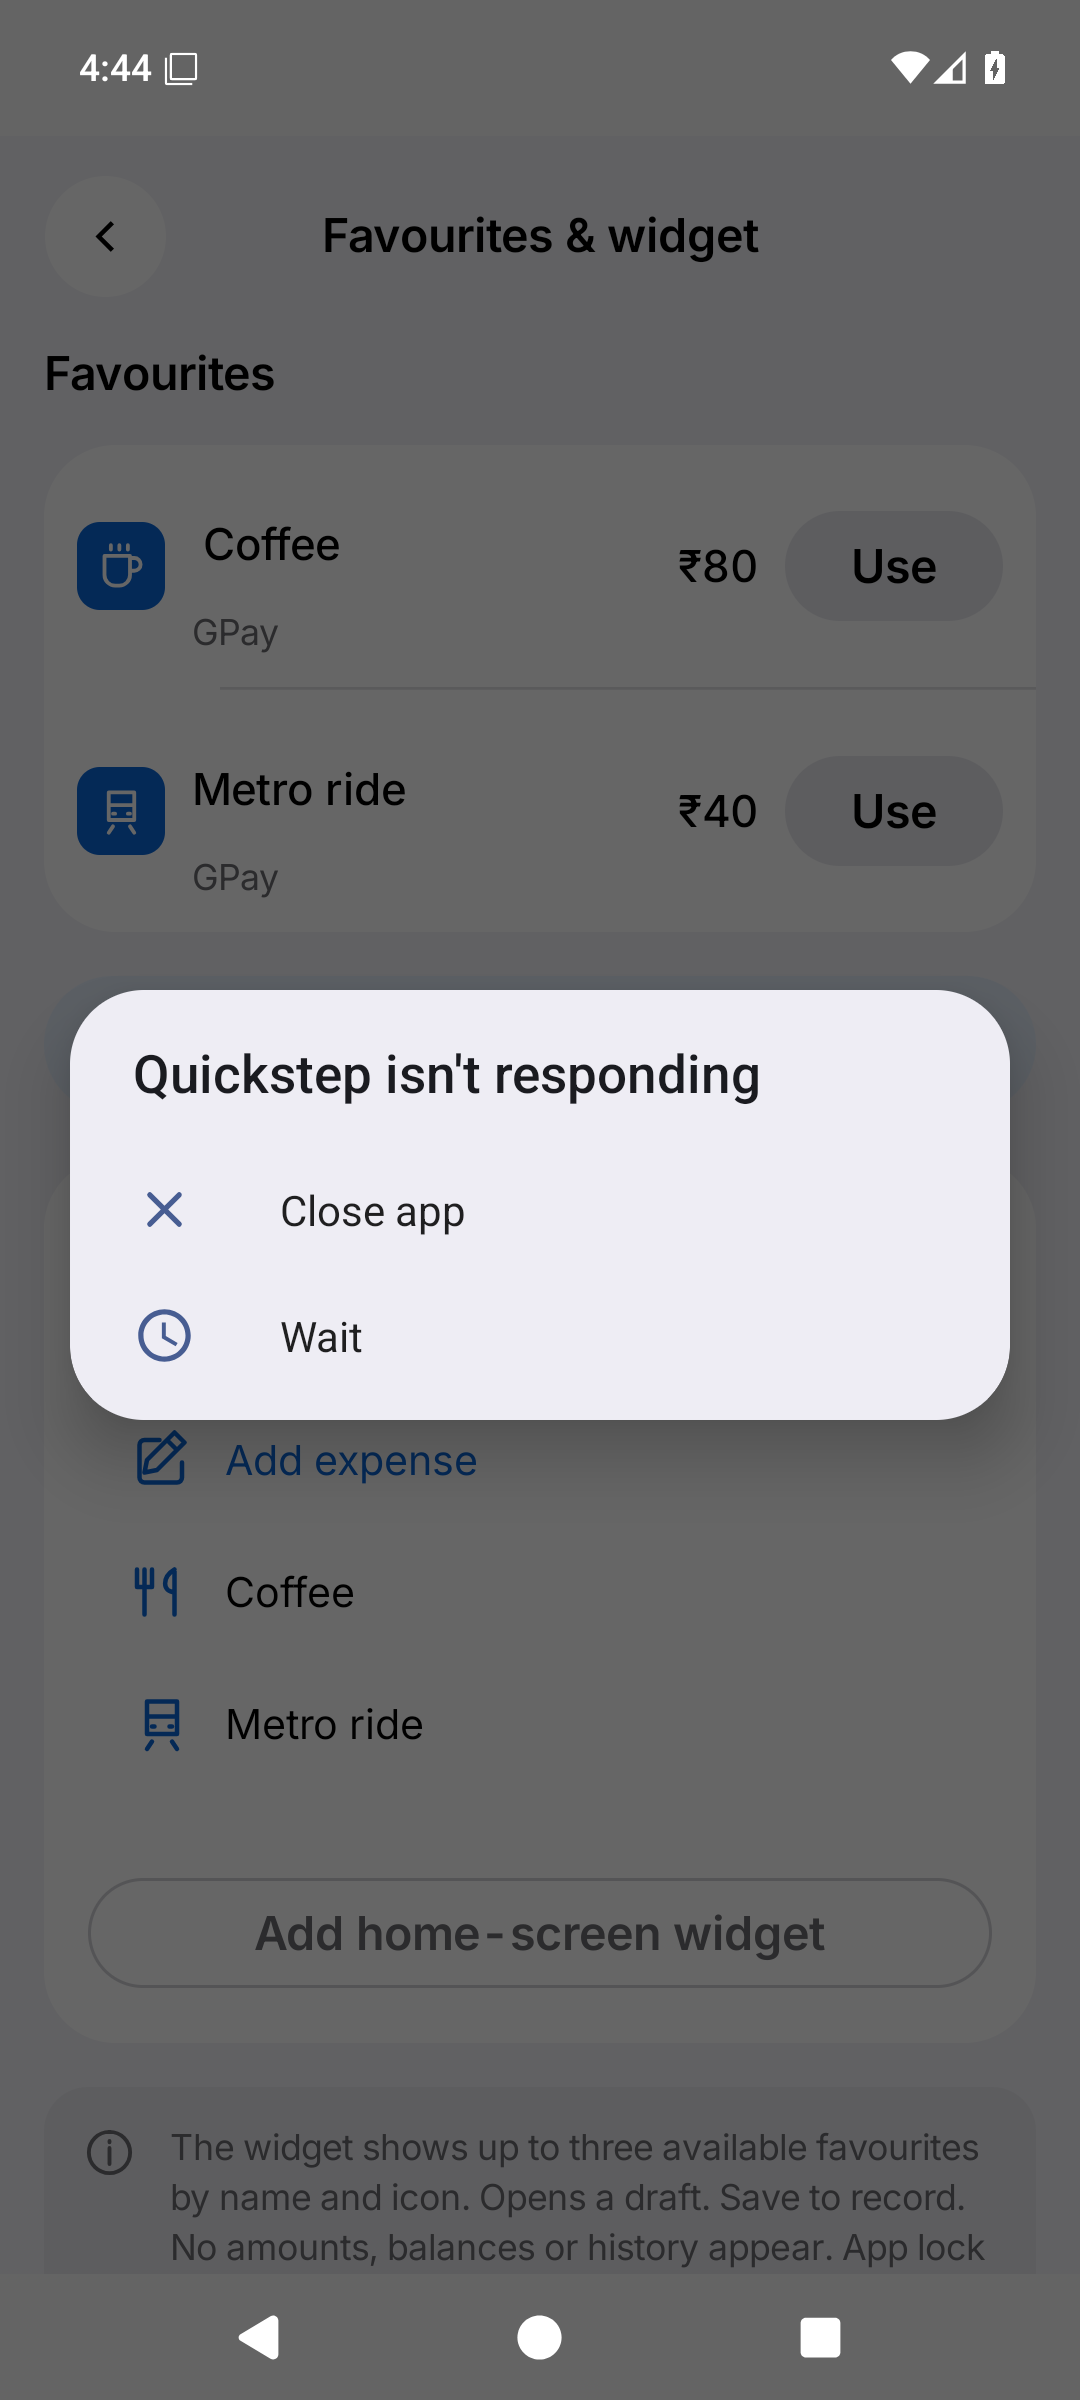 4:44
Favourites & widget
Favourites
Coffee
₹80
Use
GPay
Metro ride
₹40
Use
GPay
Quickstep isn't responding
Close app
Wait
Add expense
Coffee
Metro ride
Add home-screen widget
The widget shows up to three available favourites
by name and icon. Opens a draft. Save to record.
No amounts, balances or history appear. App lock